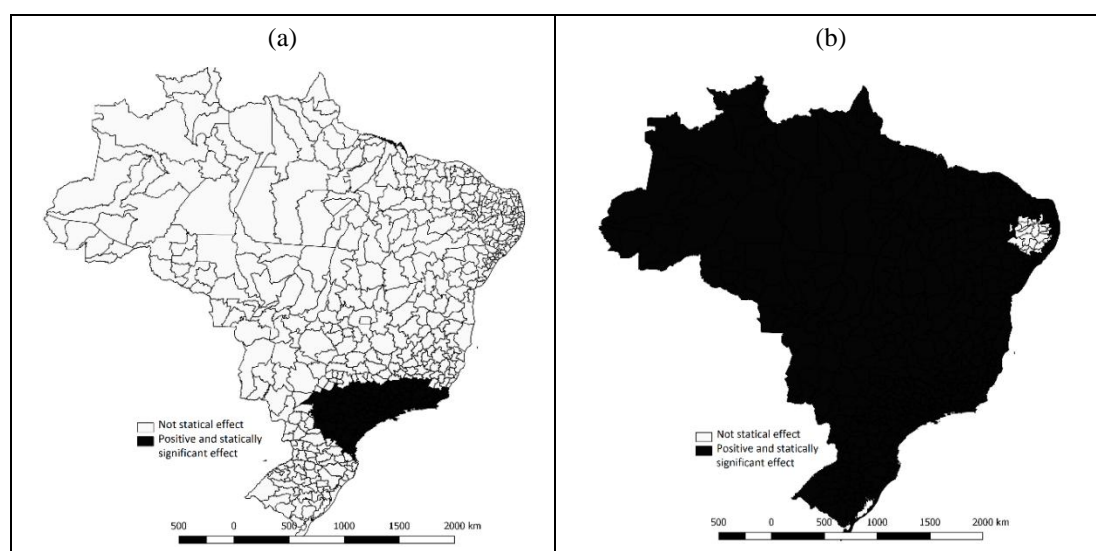 (a)
Not statical effect
Positive and statically
significant effect
500 0 500 1000 1500 2000 km
(b)
Not statical effect
Positive and statically
significant effect
500 0 500 1000 1500 2000 km